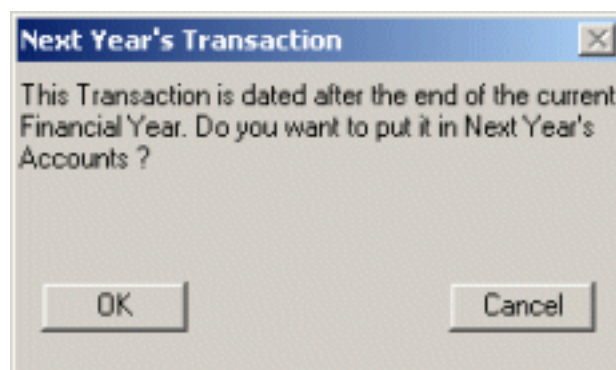 Next Year's Transaction
This Transaction is dated after the end of the current
Financial Year. Do you want to put it in Next Year's
Accounts ?
OK
Cancel